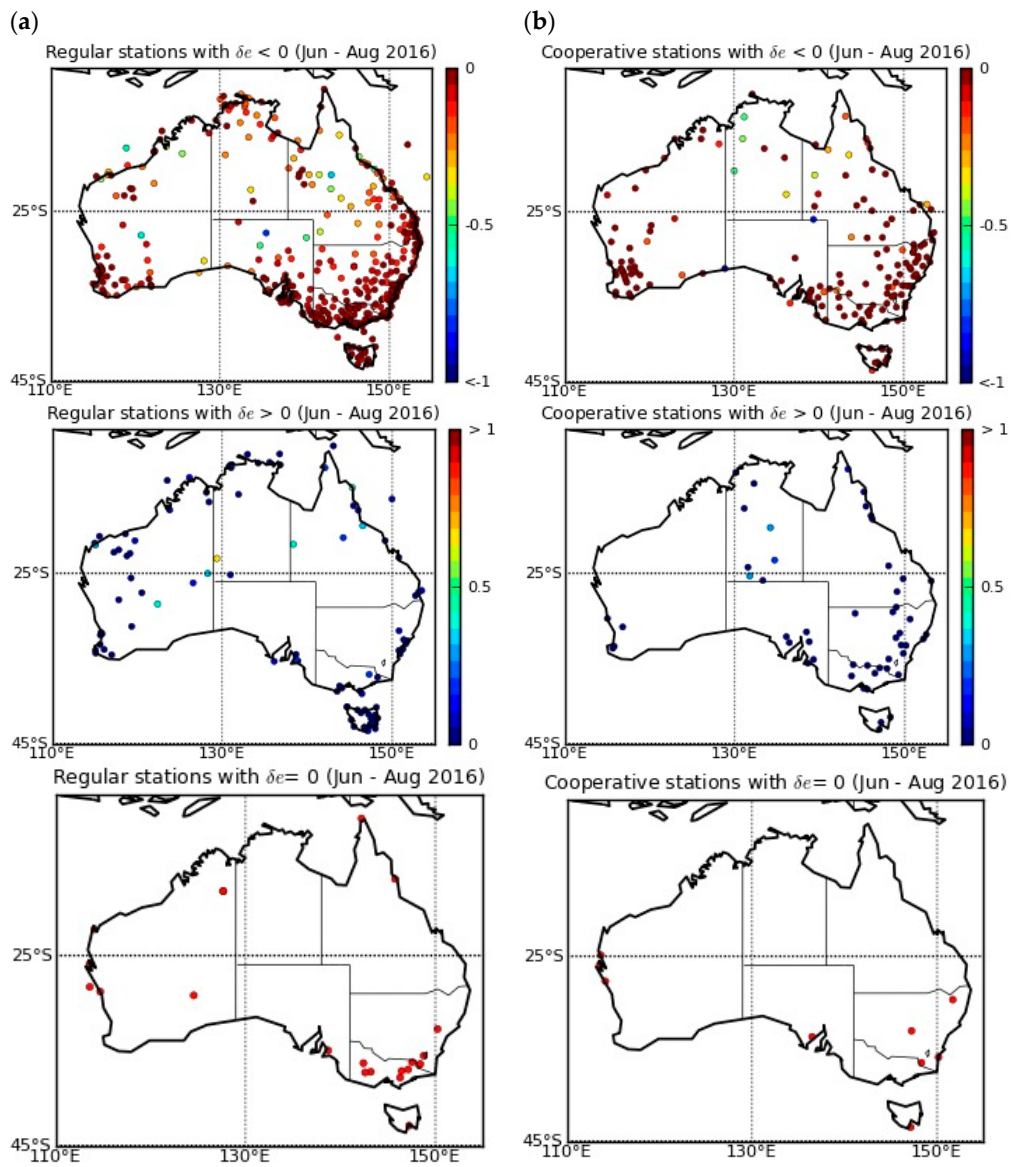 (a)
(b)
Regular stations with δe < 0 (Jun - Aug 2016)
Cooperative stations with δe < 0 (Jun - Aug 2016)
0
0
25°S
25°S
-0.5
-0.5
45°S
<-1
45°S
<-1
110°E
130°E
150°E
110°E
130°E
150°E
Regular stations with δe > 0 (Jun - Aug 2016)
Cooperative stations with δe > 0 (Jun - Aug 2016)
> 1
> 1
25°S
0.5
25°S
0.5
45°S
0
45°S
0
110°E
130°E
150°E
110°E
130°E
150°E
Regular stations with δe= 0 (Jun - Aug 2016)
Cooperative stations with δe= 0 (Jun - Aug 2016)
25°S
25°S
45°S
45°S
110°E
130°E
150°E
110°E
130°E
150°E